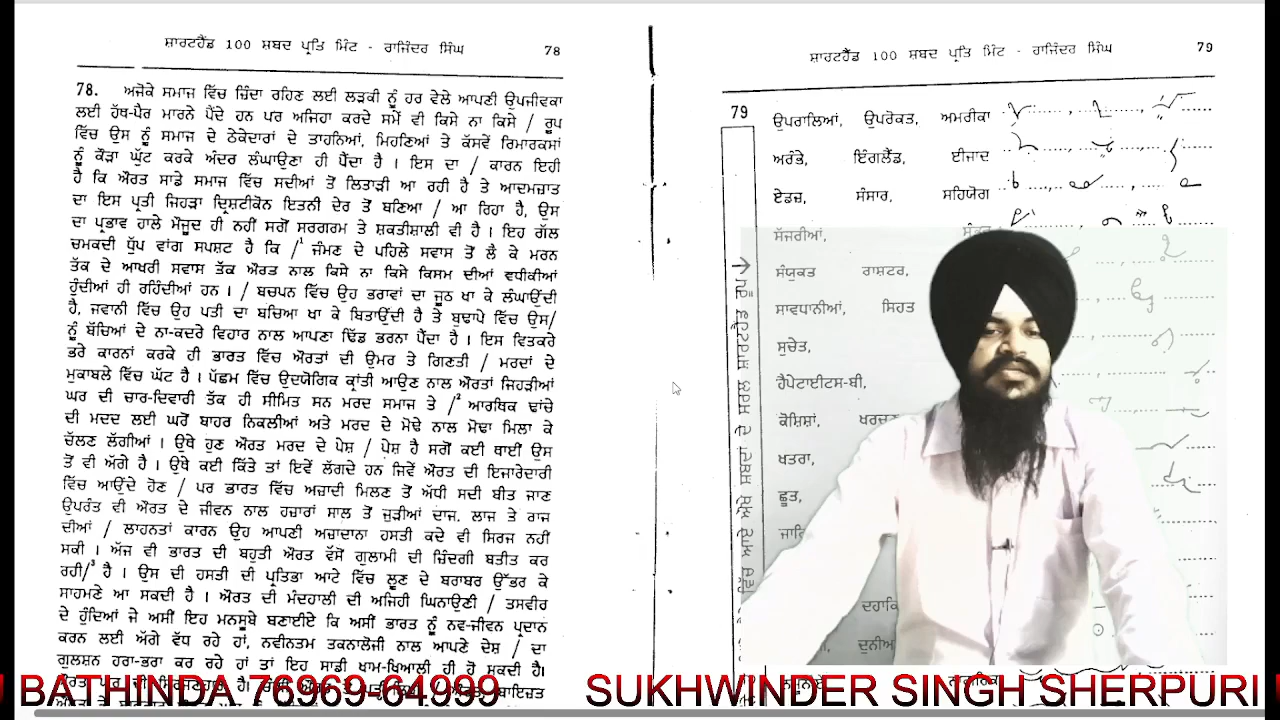 ਸ਼ਾਰਟਹੈਂਡ 100 ਸ਼ਬਦ ਪ੍ਰਤਿ ਮਿੰਟ - ਰਾਜਿੰਦਰ ਸਿੰਘ 78
78. ਅਜੋਕੇ ਸਮਾਜ ਵਿੱਚ ਜ਼ਿੰਦਾ ਰਹਿਣ ਲਈ ਲੜਕੀ ਨੂੰ ਹਰ ਵੇਲੇ ਆਪਣੀ ਉਪਜੀਵਕਾ
ਲਈ ਹੱਥ-ਪੈਰ ਮਾਰਨੇ ਪੈਂਦੇ ਹਨ ਪਰ ਅਜਿਹਾ ਕਰਦੇ ਸਮੇਂ ਵੀ ਕਿਸੇ ਨਾ ਕਿਸੇ / ਰੂਪ
ਵਿੱਚ ਉਸ ਨੂੰ ਸਮਾਜ ਦੇ ਠੇਕੇਦਾਰਾਂ ਦੇ ਤਾਹਨਿਆਂ, ਮਿਹਣਿਆਂ ਤੇ ਕੱਸਵੇਂ ਰਿਮਾਰਕਸਾਂ
ਨੂੰ ਕੌੜਾ ਘੁੱਟ ਕਰਕੇ ਅੰਦਰ ਲੰਘਾਉਣਾ ਹੀ ਪੈਂਦਾ ਹੈ । ਇਸ ਦਾ / ਕਾਰਨ ਇਹੀ
ਹੈ ਕਿ ਔਰਤ ਸਾਡੇ ਸਮਾਜ ਵਿੱਚ ਸਦੀਆਂ ਤੋਂ ਲਿਤਾੜੀ ਆ ਰਹੀ ਹੈ ਤੇ ਆਦਮਜ਼ਾਤ
ਦਾ ਇਸ ਪ੍ਰਤੀ ਜਿਹੜਾ ਦ੍ਰਿਸ਼ਟੀਕੋਨ ਇਤਨੀ ਦੇਰ ਤੋਂ ਬਣਿਆ / ਆ ਰਿਹਾ ਹੈ, ਉਸ
ਦਾ ਪ੍ਰਭਾਵ ਹਾਲੇ ਮੌਜੂਦ ਹੀ ਨਹੀਂ ਸਗੋਂ ਸਰਗਰਮ ਤੇ ਸ਼ਕਤੀਸ਼ਾਲੀ ਵੀ ਹੈ । ਇਹ ਗੱਲ
ਚਮਕਦੀ ਧੁੱਪ ਵਾਂਗ ਸਪਸ਼ਟ ਹੈ ਕਿ /1 ਜੰਮਣ ਦੇ ਪਹਿਲੇ ਸਵਾਸ ਤੋਂ ਲੈ ਕੇ ਮਰਨ
ਤੱਕ ਦੇ ਆਖਰੀ ਸਵਾਸ ਤੱਕ ਔਰਤ ਨਾਲ ਕਿਸੇ ਨਾ ਕਿਸੇ ਕਿਸਮ ਦੀਆਂ ਵਧੀਕੀਆਂ
ਹੁੰਦੀਆਂ ਹੀ ਰਹਿੰਦੀਆਂ ਹਨ । / ਬਚਪਨ ਵਿੱਚ ਉਹ ਭਰਾਵਾਂ ਦਾ ਜੂਠ ਖਾ ਕੇ ਲੰਘਾਉਂਦੀ
ਹੈ, ਜਵਾਨੀ ਵਿੱਚ ਉਹ ਪਤੀ ਦਾ ਬਚਿਆ ਖਾ ਕੇ ਬਿਤਾਉਂਦੀ ਹੈ ਤੇ ਬੁਢਾਪੇ ਵਿੱਚ ਉਸ/
ਨੂੰ ਬੱਚਿਆਂ ਦੇ ਨਾ-ਕਦਰੇ ਵਿਹਾਰ ਨਾਲ ਆਪਣਾ ਢਿੱਡ ਭਰਨਾ ਪੈਂਦਾ ਹੈ । ਇਸ ਵਿਤਕਰੇ
ਭਰੇ ਕਾਰਨਾਂ ਕਰਕੇ ਹੀ ਭਾਰਤ ਵਿੱਚ ਔਰਤਾਂ ਦੀ ਉਮਰ ਤੇ ਗਿਣਤੀ / ਮਰਦਾਂ ਦੇ
ਮੁਕਾਬਲੇ ਵਿੱਚ ਘੱਟ ਹੈ । ਪੱਛਮ ਵਿੱਚ ਉਦਯੋਗਿਕ ਕ੍ਰਾਂਤੀ ਆਉਣ ਨਾਲ ਔਰਤਾਂ ਜਿਹੜੀਆਂ
ਘਰ ਦੀ ਚਾਰ-ਦਿਵਾਰੀ ਤੱਕ ਹੀ ਸੀਮਿਤ ਸਨ ਮਰਦ ਸਮਾਜ ਤੇ /2 ਆਰਥਿਕ ਢਾਂਚੇ
ਦੀ ਮਦਦ ਲਈ ਘਰੋਂ ਬਾਹਰ ਨਿਕਲੀਆਂ ਅਤੇ ਮਰਦ ਦੇ ਮੋਢੇ ਨਾਲ ਮੋਢਾ ਮਿਲਾ ਕੇ
ਚੱਲਣ ਲੱਗੀਆਂ । ਉਥੇ ਹੁਣ ਔਰਤ ਮਰਦ ਦੇ ਪੇਸ਼ / ਪੇਸ਼ ਹੈ ਸਗੋਂ ਕਈ ਥਾਈਂ ਉਸ
ਤੋਂ ਵੀ ਅੱਗੇ ਹੈ । ਉਥੇ ਕਈ ਕਿੱਤੇ ਤਾਂ ਇਵੇਂ ਲੱਗਦੇ ਹਨ ਜਿਵੇਂ ਔਰਤ ਦੀ ਇਜਾਰੇਦਾਰੀ
ਵਿੱਚ ਆਉਂਦੇ ਹੋਣ / ਪਰ ਭਾਰਤ ਵਿੱਚ ਅਜ਼ਾਦੀ ਮਿਲਣ ਤੋਂ ਅੱਧੀ ਸਦੀ ਬੀਤ ਜਾਣ
ਉਪਰੰਤ ਵੀ ਔਰਤ ਦੇ ਜੀਵਨ ਨਾਲ ਹਜ਼ਾਰਾਂ ਸਾਲ ਤੋਂ ਜੁੜੀਆਂ ਦਾਜ, ਲਾਜ ਤੇ ਰਾਜ
ਦੀਆਂ / ਲਾਹਨਤਾਂ ਕਾਰਨ ਉਹ ਆਪਣੀ ਅਜ਼ਾਦਾਨਾ ਹਸਤੀ ਕਦੇ ਵੀ ਸਿਰਜ ਨਹੀਂ
ਸਕੀ । ਅੱਜ ਵੀ ਭਾਰਤ ਦੀ ਬਹੁਤੀ ਔਰਤ ਵੱਸੋਂ ਗੁਲਾਮੀ ਦੀ ਜ਼ਿੰਦਗੀ ਬਤੀਤ ਕਰ
ਰਹੀ/3 ਹੈ । ਉਸ ਦੀ ਹਸਤੀ ਦੀ ਪ੍ਰਤਿਭਾ ਆਟੇ ਵਿੱਚ ਲੂਣ ਦੇ ਬਰਾਬਰ ਉੱਭਰ ਕੇ
ਸਾਹਮਣੇ ਆ ਸਕਦੀ ਹੈ । ਔਰਤ ਦੀ ਮੰਦਹਾਲੀ ਦੀ ਅਜਿਹੀ ਘਿਨਾਉਣੀ / ਤਸਵੀਰ
ਦੇ ਹੁੰਦਿਆਂ ਜੇ ਅਸੀਂ ਇਹ ਮਨਸੂਬੇ ਬਣਾਈਏ ਕਿ ਅਸੀਂ ਭਾਰਤ ਨੂੰ ਨਵ-ਜੀਵਨ ਪ੍ਰਦਾਨ
ਕਰਨ ਲਈ ਅੱਗੇ ਵੱਧ ਰਹੇ ਹਾਂ, ਨਵੀਨਤਮ ਤਕਨਾਲੋਜੀ ਨਾਲ ਆਪਣੇ ਦੇਸ਼ / ਦਾ
ਗੁਲਸ਼ਨ ਹਰਾ-ਭਰਾ ਕਰ ਰਹੇ ਹਾਂ ਤਾਂ ਇਹ ਸਾਡੀ ਖਾਮ-ਖਿਆਲੀ ਹੀ ਹੋ ਸਕਦੀ ਹੈ।
ਸ਼ਾਰਟਹੈਂਡ 100 ਸ਼ਬਦ ਪ੍ਰਤਿ ਮਿੰਟ - ਰਾਜਿੰਦਰ ਸਿੰਘ 79
79 ਉਪਰਾਲਿਆਂ, ਉਪਰੋਕਤ, ਅਮਰੀਕਾ
ਅਰੰਭੇ, ਇੰਗਲੈਂਡ, ਈਜਾਦ
ਏਡਜ਼, ਸੰਸਾਰ, ਸਹਿਯੋਗ
ਸੱਜਰੀਆਂ,
ਸੰਯੁਕਤ ਰਾਸ਼ਟਰ,
ਸਾਵਧਾਨੀਆਂ, ਸਿਹਤ
ਸੁਚੇਤ,
ਹੈਪੇਟਾਈਟਸ-ਬੀ,
ਕੋਸ਼ਿਸ਼ਾਂ,
ਖਤਰਾ,
ਛੂਤ,
ਵਿੱਚ ਆਏ ਔਖੇ ਸ਼ਬਦਾਂ ਦੇ ਸਰਲ ਸ਼ਾਰਟਹੈਂਡ ਰੂਪ
BATHINDA 76969-64999 SUKHWINDER SINGH SHERPURI